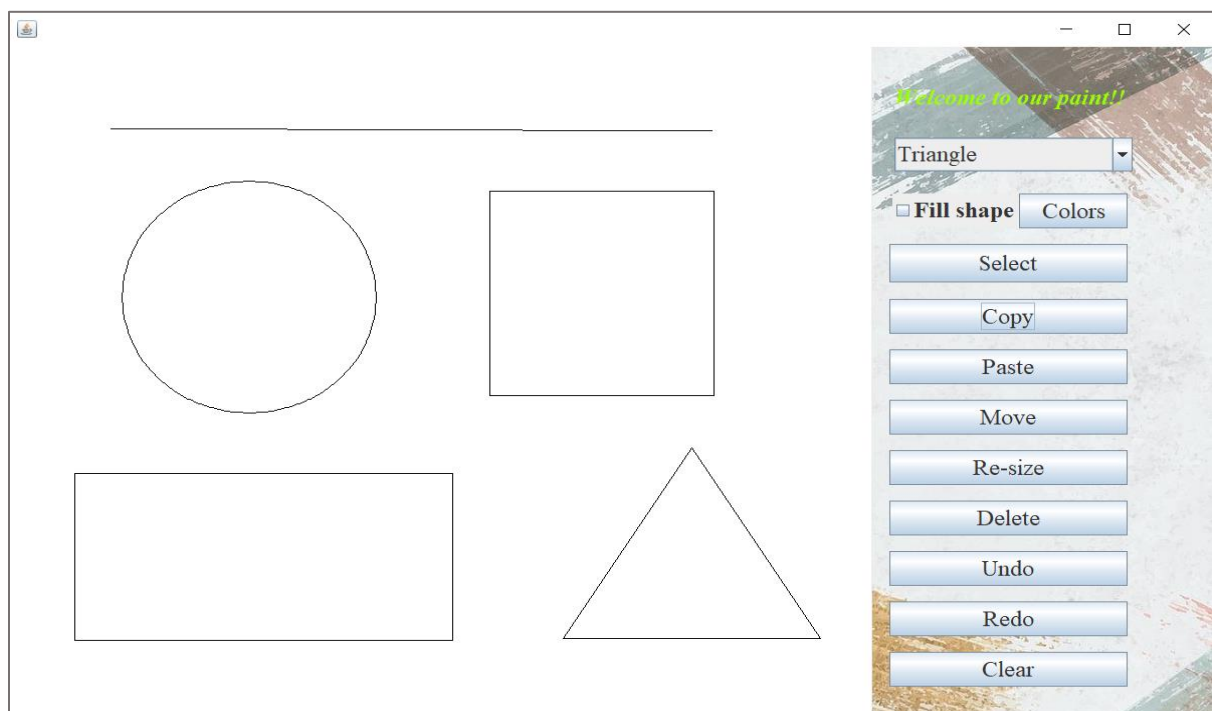 Welcome to our paint!!
Triangle
Fill shape Colors
Select
Copy
Paste
Move
Re-size
Delete
Undo
Redo
Clear